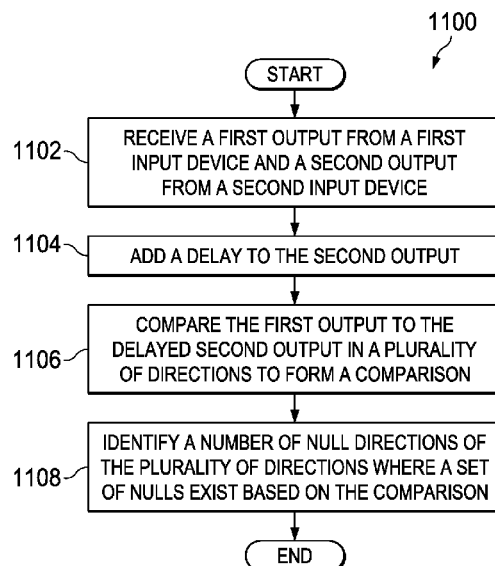 1100
START
1102
RECEIVE A FIRST OUTPUT FROM A FIRST
INPUT DEVICE AND A SECOND OUTPUT
FROM A SECOND INPUT DEVICE
1104
ADD A DELAY TO THE SECOND OUTPUT
1106
COMPARE THE FIRST OUTPUT TO THE
DELAYED SECOND OUTPUT IN A PLURALITY
OF DIRECTIONS TO FORM A COMPARISON
1108
IDENTIFY A NUMBER OF NULL DIRECTIONS OF
THE PLURALITY OF DIRECTIONS WHERE A SET
OF NULLS EXIST BASED ON THE COMPARISON
END